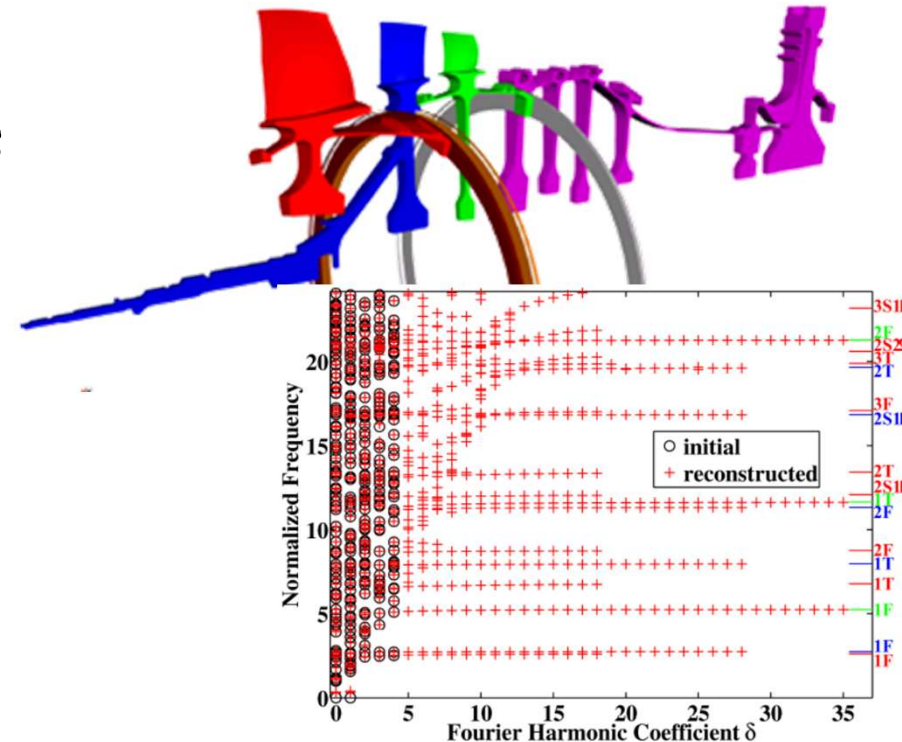 3S1
2F
2S2S
3T
2T
3F
2S1
2T
2S1
1T
2F
2F
1T
1T
1F
1F
1F
20
15
10
5
0
Normalized Frequency
initial
reconstructed
0 5 10 15 20 25 30 35
Fourier Harmonic Coefficient δ